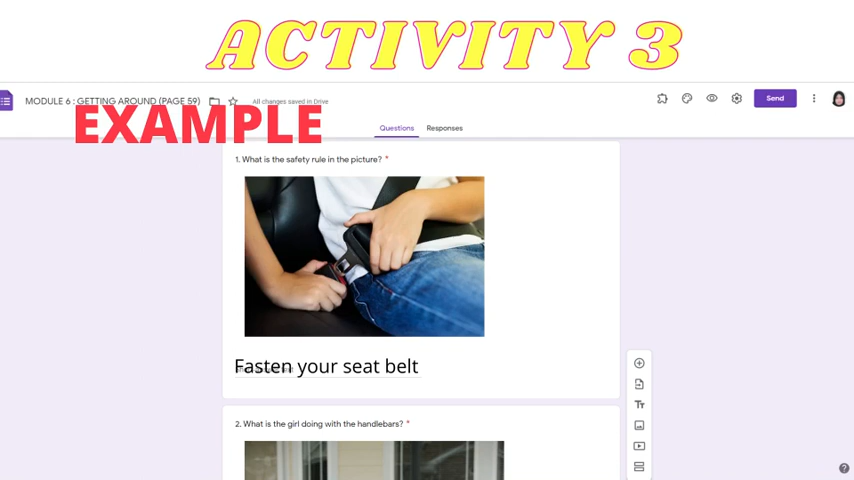 ACTIVITY 3
MODULE 6 : GETTING AROUND (PAGE 59)
All changes saved in Drive
Send
EXAMPLE
Questions
Responses
1. What is the safety rule in the picture? *
Fasten your seat belt
Tт
2. What is the girl doing with the handlebars? *